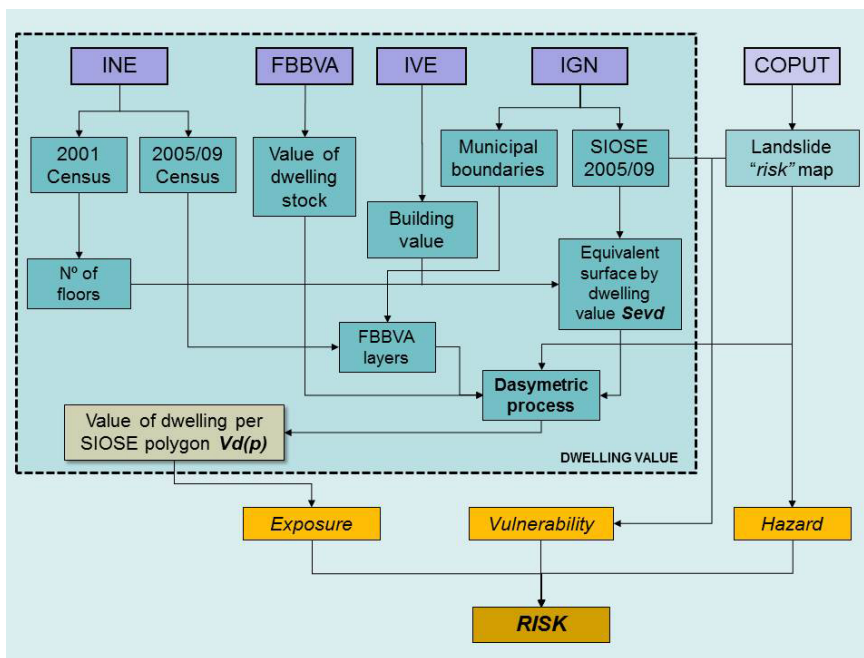 INE
FBBVA
IVE
IGN
COPUT
2001
Census
2005/09
Census
Value of
dwelling
stock
Municipal
boundaries
SIOSE
2005/09
Landslide
“risk” map
Building
value
Nº of
floors
Equivalent
surface by
dwelling
value Sevd
FBBVA
layers
Dasymetric
process
Value of dwelling per
SIOSE polygon Vd(p)
DWELLING VALUE
Exposure
Vulnerability
Hazard
RISK